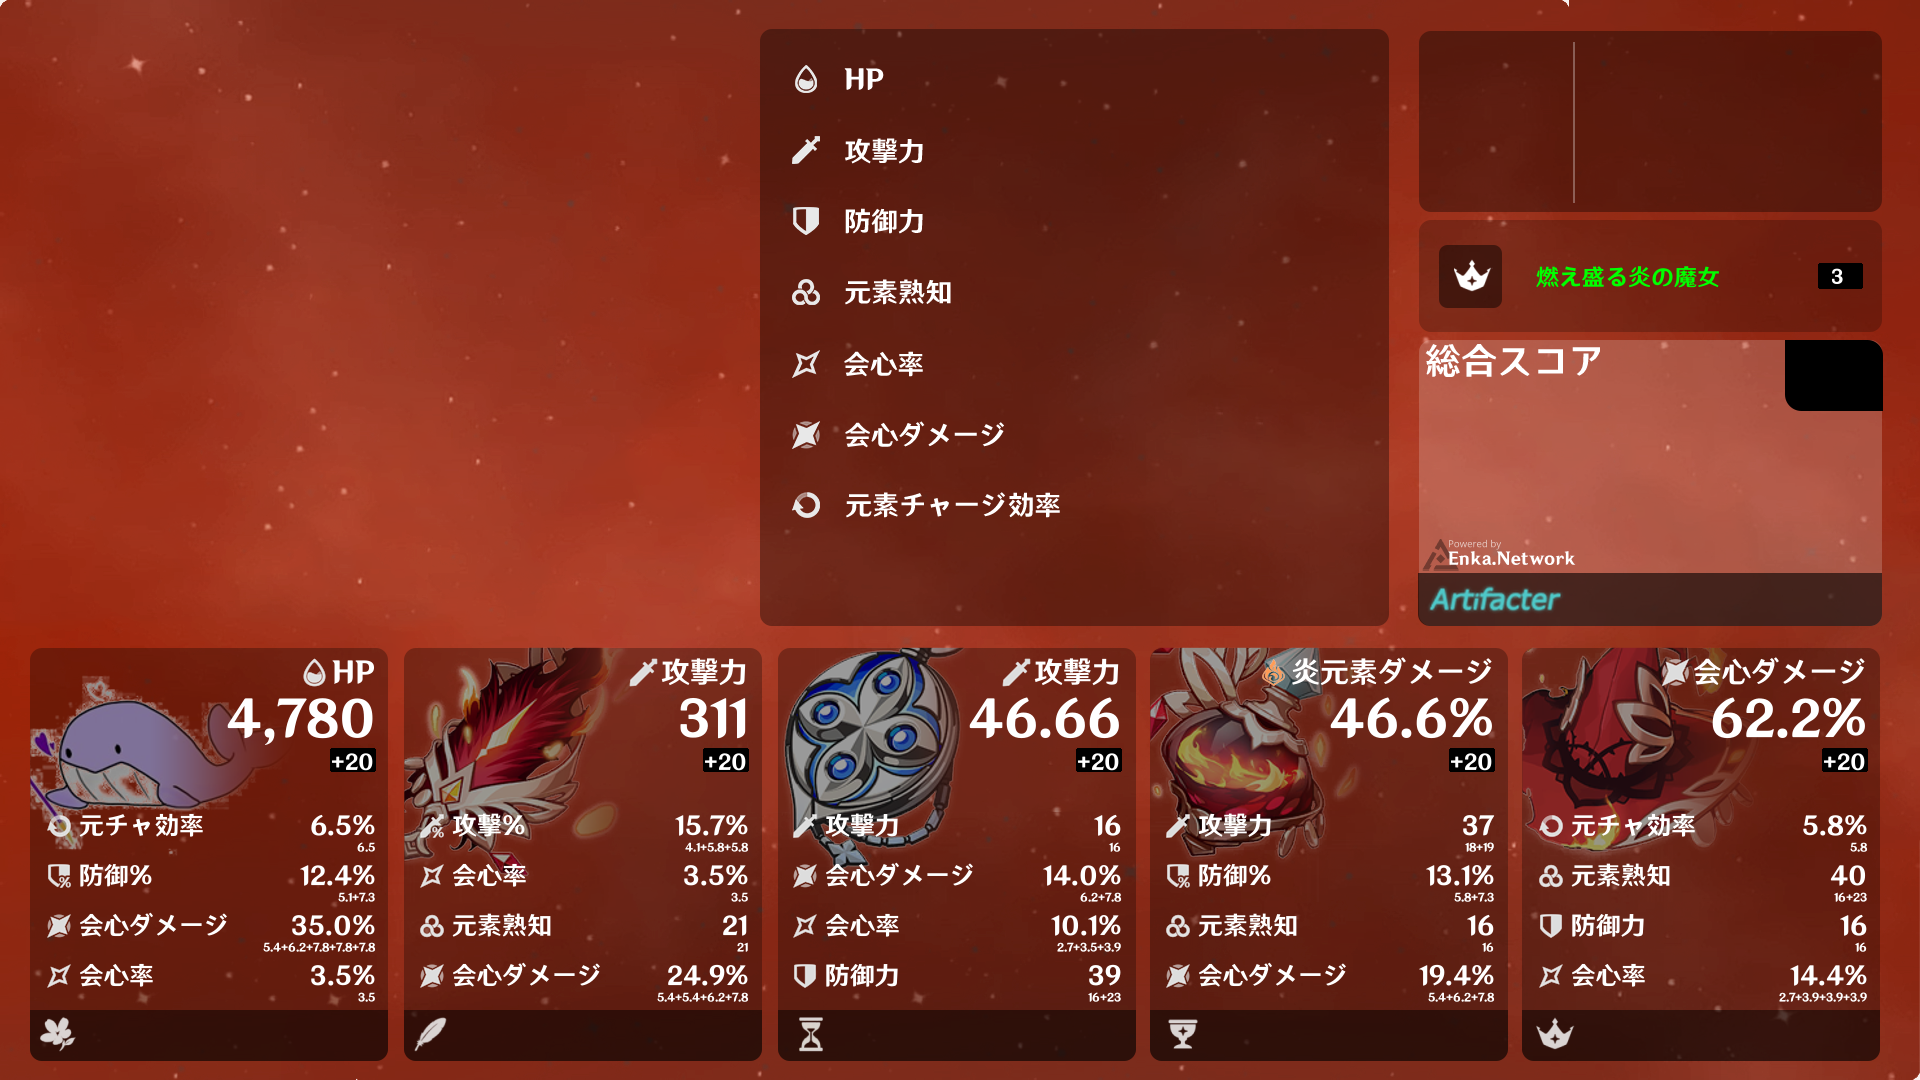 HP
攻撃力
防御力
元素熟知
会心率
会心ダメージ
元素チャージ効率
燃え盛る炎の魔女 3
総合スコア
Powered by
Enka.Network
Artifacter
HP
4,780
+20
元チャ効率 6.5%
6.5
防御% 12.4%
5.1+7.3
会心ダメージ 35.0%
5.4+6.2+7.8+7.8+7.8
会心率 3.5%
3.5
攻撃力
311
+20
攻撃% 15.7%
4.1+5.8+5.8
会心率 3.5%
3.5
元素熟知 21
21
会心ダメージ 24.9%
5.4+5.4+6.2+7.8
攻撃力
46.66
+20
攻撃力 16
16
会心ダメージ 14.0%
6.2+7.8
会心率 10.1%
2.7+3.5+3.9
防御力 39
16+23
炎元素ダメージ
46.6%
+20
攻撃力 37
18+19
防御% 13.1%
5.8+7.3
元素熟知 16
16
会心ダメージ 19.4%
5.4+6.2+7.8
会心ダメージ
62.2%
+20
元チャ効率 5.8%
5.8
元素熟知 40
16+23
防御力 16
16
会心率 14.4%
2.7+3.9+3.9+3.9